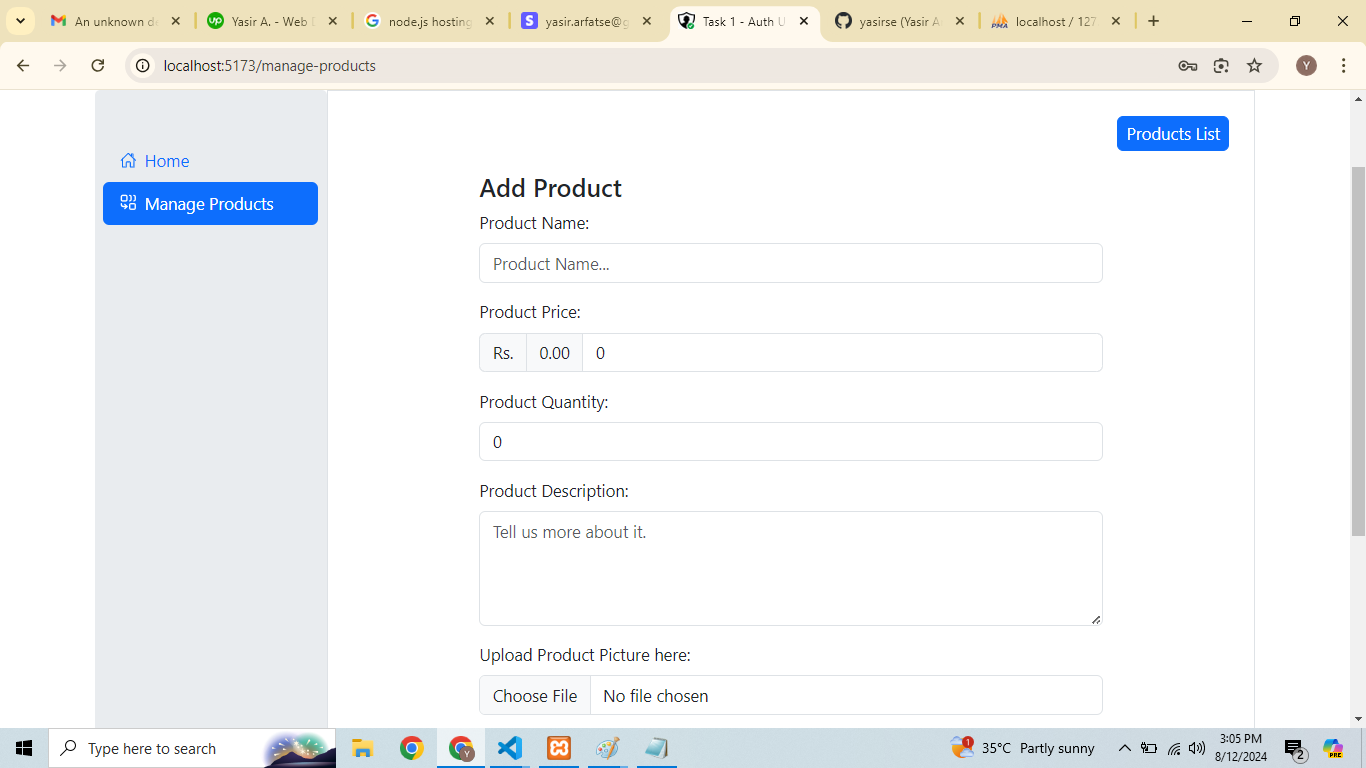 An unknown de
Yasir A. - Web D
node.js hosting
yasir.arfatse@g
Task 1 - Auth U
yasirse (Yasir A
localhost / 127
localhost:5173/manage-products
Y
Products List
Home
Manage Products
Add Product
Product Name:
Product Name...
Product Price:
Rs.
0.00
0
Product Quantity:
0
Product Description:
Tell us more about it.
Upload Product Picture here:
Choose File
No file chosen
Type here to search
35°C Partly sunny
3:05 PM
8/12/2024
2